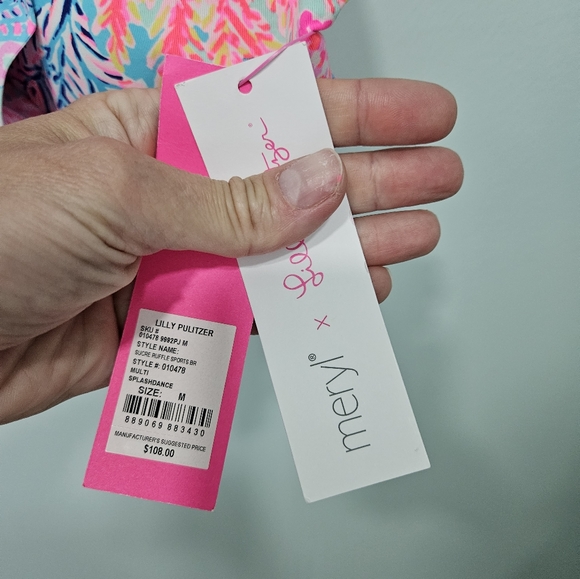 LILLY PULITZER
SKU #
010478 9992PJ M
STYLE NAME:
SUCRE RUFFLE SPORTS BR
STYLE #: 010478
MULTI
SPLASHDANCE
SIZE: M
889069 883430
MANUFACTURER'S SUGGESTED PRICE
$108.00
meryl® x